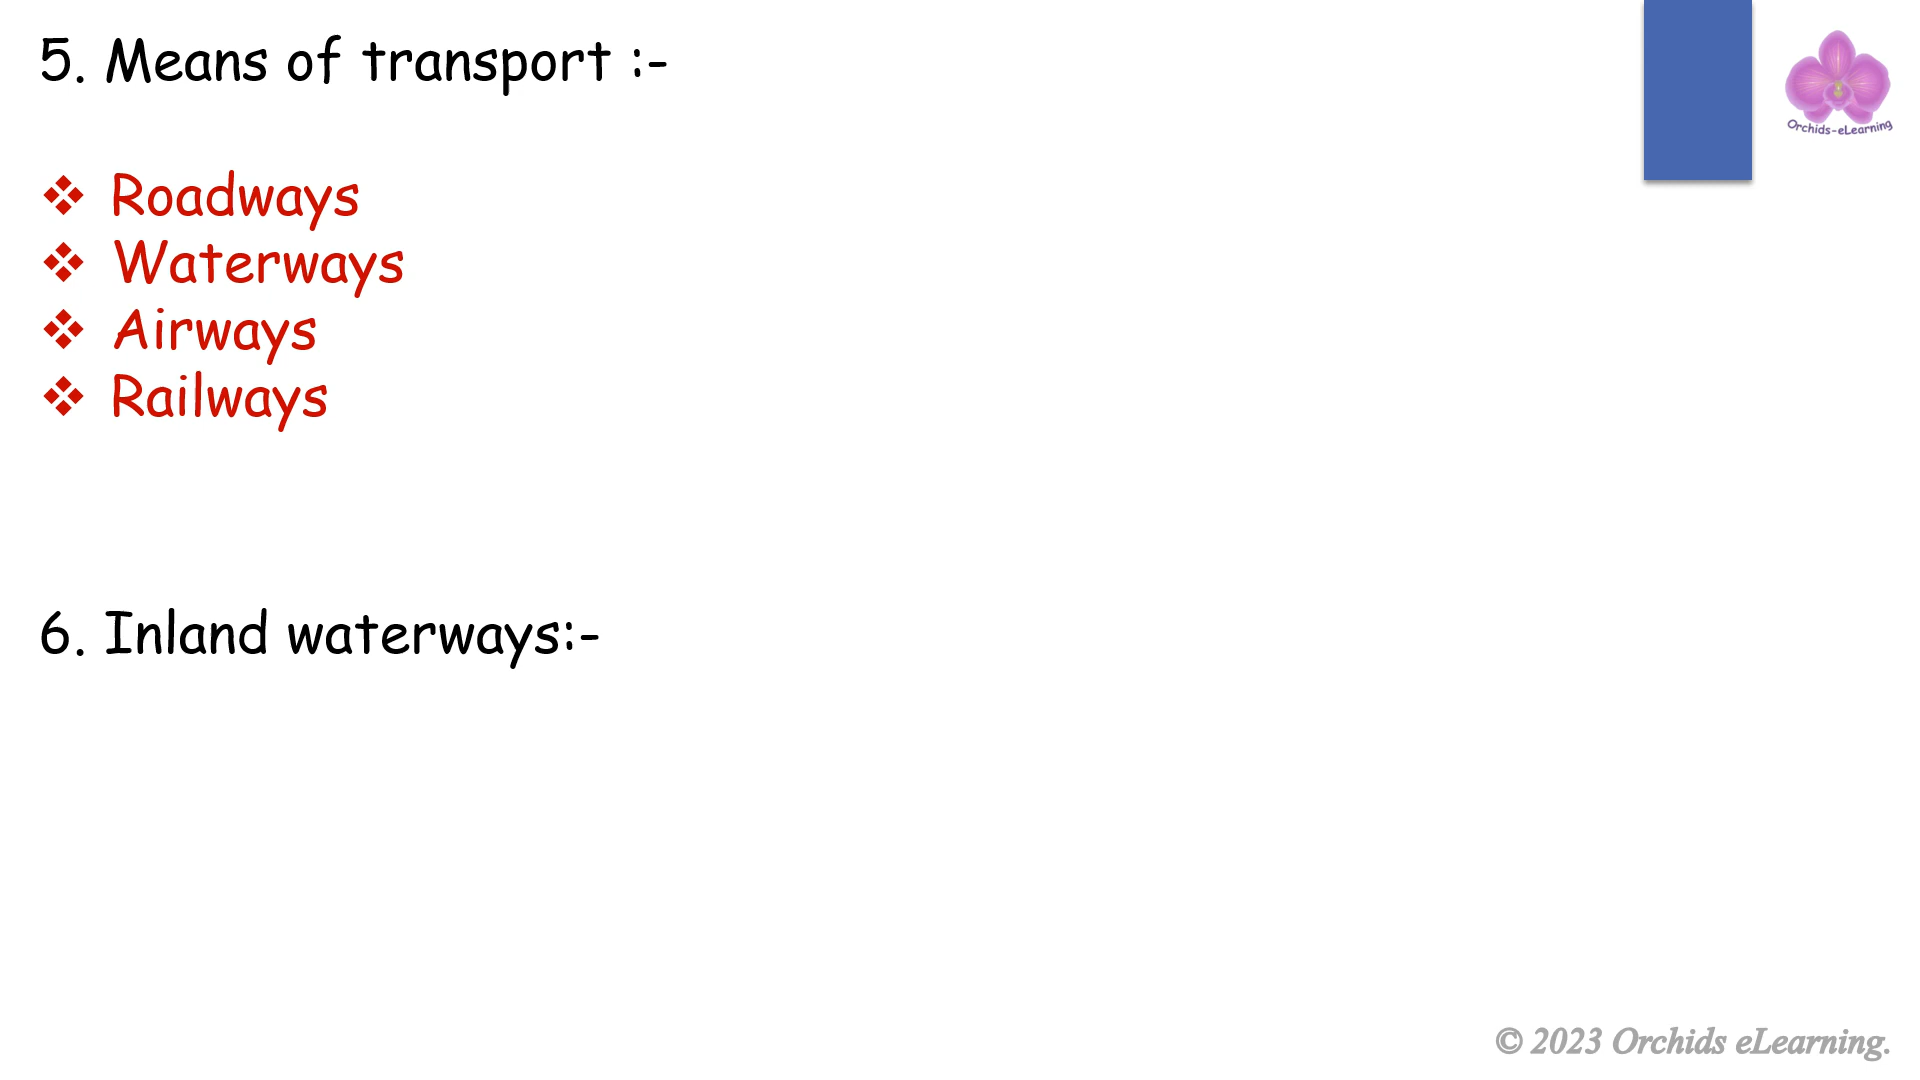 5. Means of transport :-
Orchids-eLearning
❖ Roadways
❖ Waterways
❖ Airways
❖ Railways
6. Inland waterways:-
© 2023 Orchids eLearning.